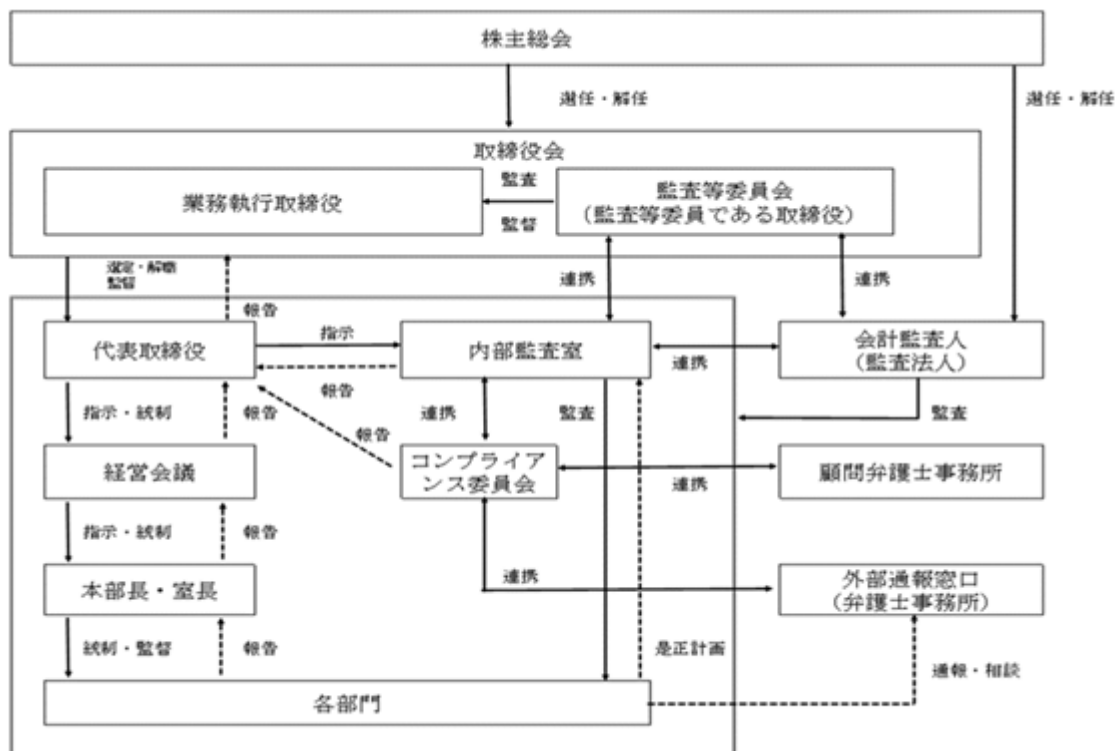 株主総会
選任・解任
選任・解任
取締役会
業務執行取締役
監査
監督
監査等委員会
(監査等委員である取締役)
選定・解職
監督
報告
連携
連携
代表取締役
指示
内部監査室
連携
会計監査人
(監査法人)
報告
指示・統制
報告
報告
連携
監査
監査
経営会議
コンプライア
ンス委員会
連携
顧問弁護士事務所
指示・統制
報告
本部長・室長
連携
外部通報窓口
(弁護士事務所)
統制・監督
報告
是正計画
通報・相談
各部門